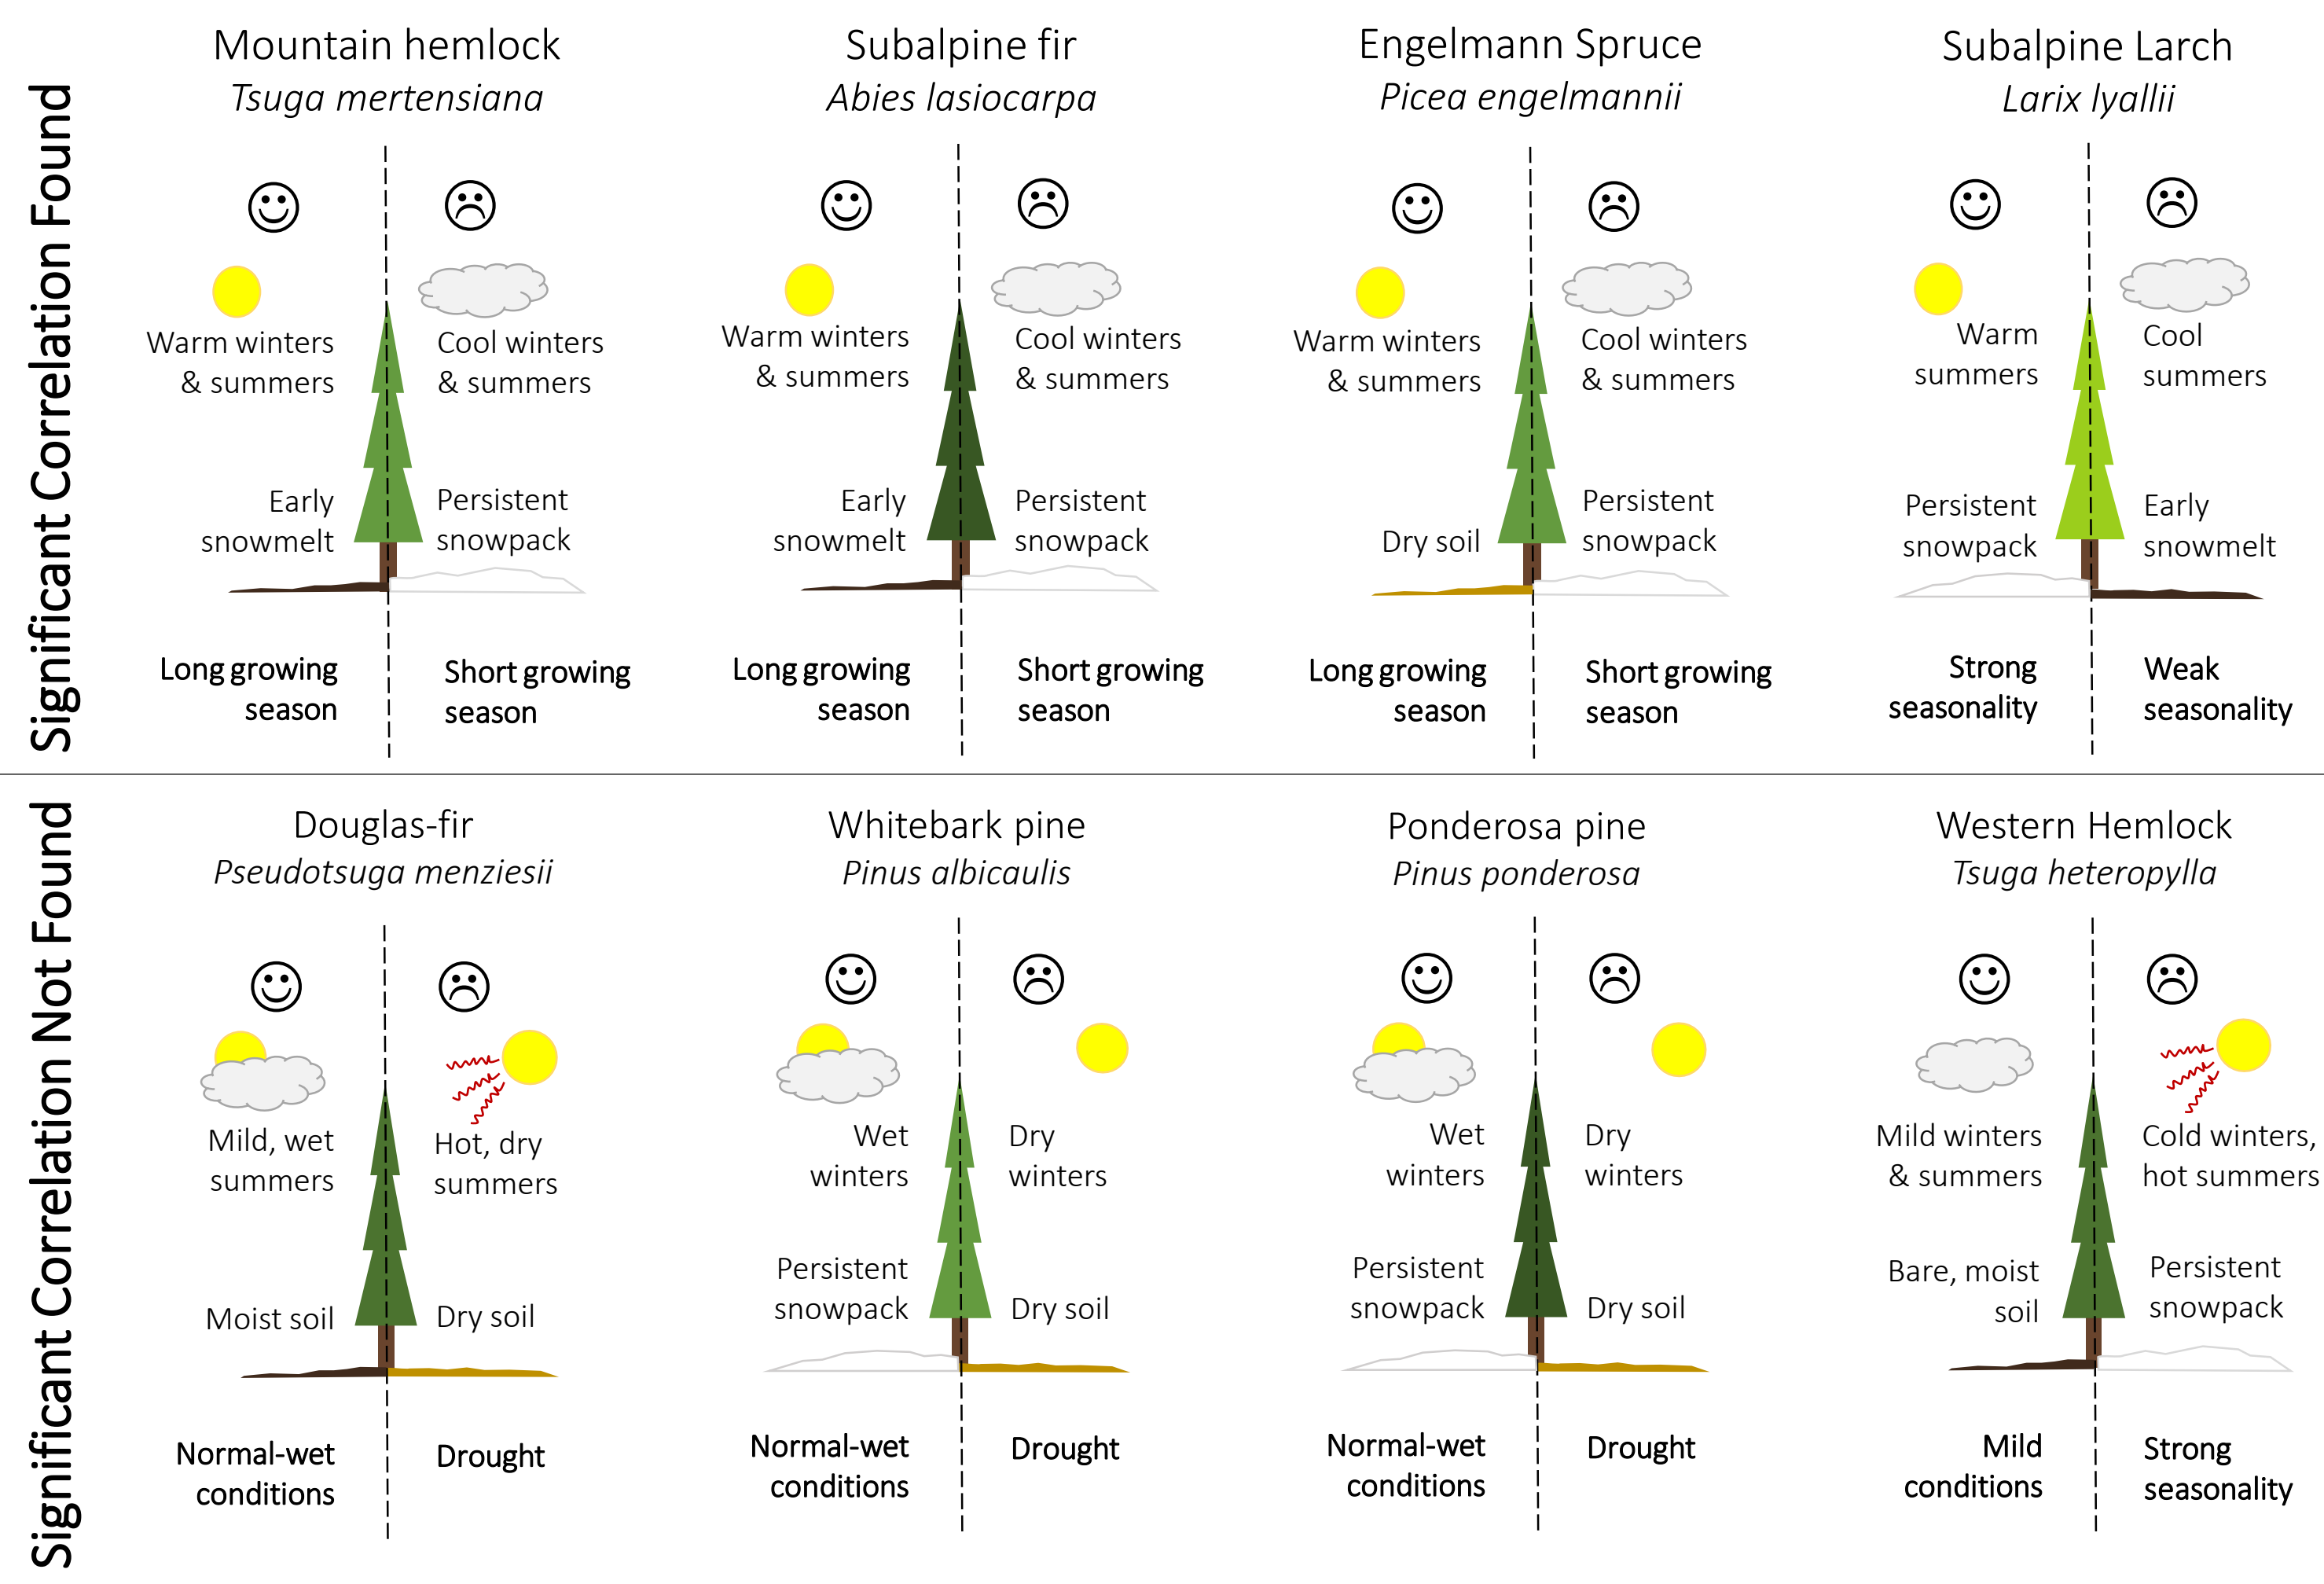 Significant Correlation Found
Mountain hemlock
Tsuga mertensiana
Warm winters
& summers
Cool winters
& summers
Early
snowmelt
Persistent
snowpack
Long growing
season
Short growing
season
Subalpine fir
Abies lasiocarpa
Warm winters
& summers
Cool winters
& summers
Early
snowmelt
Persistent
snowpack
Long growing
season
Short growing
season
Engelmann Spruce
Picea engelmannii
Warm winters
& summers
Cool winters
& summers
Dry soil
Persistent
snowpack
Long growing
season
Short growing
season
Subalpine Larch
Larix lyallii
Warm
summers
Cool
summers
Persistent
snowpack
Early
snowmelt
Strong
seasonality
Weak
seasonality
Significant Correlation Not Found
Douglas-fir
Pseudotsuga menziesii
Mild, wet
summers
Hot, dry
summers
Moist soil
Dry soil
Normal-wet
conditions
Drought
Whitebark pine
Pinus albicaulis
Wet
winters
Dry
winters
Persistent
snowpack
Dry soil
Normal-wet
conditions
Drought
Ponderosa pine
Pinus ponderosa
Wet
winters
Dry
winters
Persistent
snowpack
Dry soil
Normal-wet
conditions
Drought
Western Hemlock
Tsuga heteropylla
Mild winters
& summers
Cold winters,
hot summers
Bare, moist
soil
Persistent
snowpack
Mild
conditions
Strong
seasonality